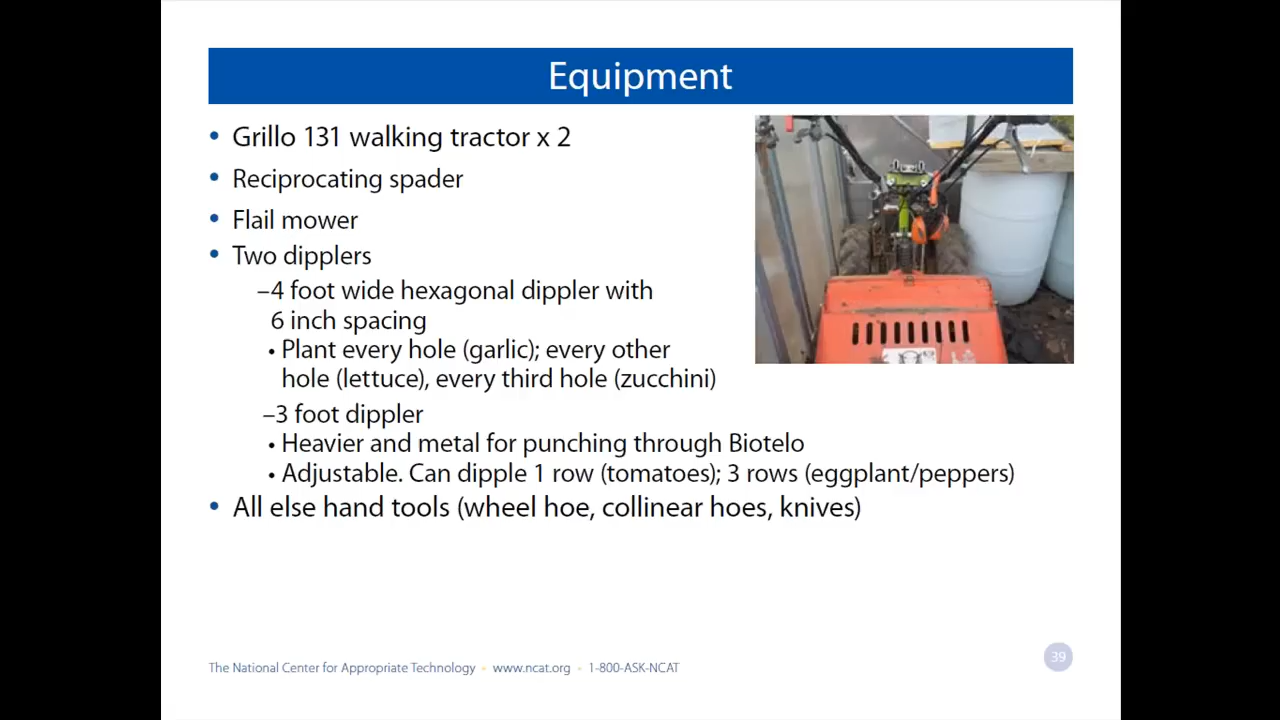 Equipment
• Grillo 131 walking tractor x 2
• Reciprocating spader
• Flail mower
• Two dipplers
–4 foot wide hexagonal dippler with
6 inch spacing
• Plant every hole (garlic); every other
hole (lettuce), every third hole (zucchini)
–3 foot dippler
• Heavier and metal for punching through Biotelo
• Adjustable. Can dipple 1 row (tomatoes); 3 rows (eggplant/peppers)
• All else hand tools (wheel hoe, collinear hoes, knives)
The National Center for Appropriate Technology • www.ncat.org • 1-800-ASK-NCAT
39